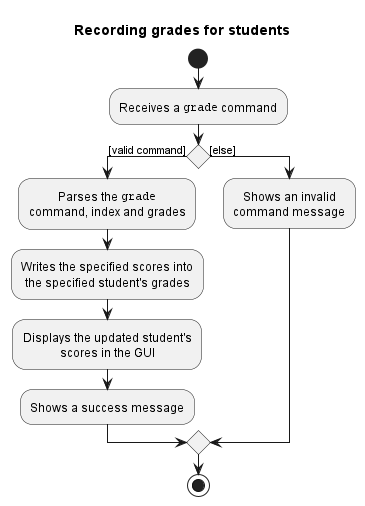 Recording grades for students
Receives a grade command
[valid command]
[else]
Parses the grade
command, index and grades
Shows an invalid
command message
Writes the specified scores into
the specified student's grades
Displays the updated student's
scores in the GUI
Shows a success message